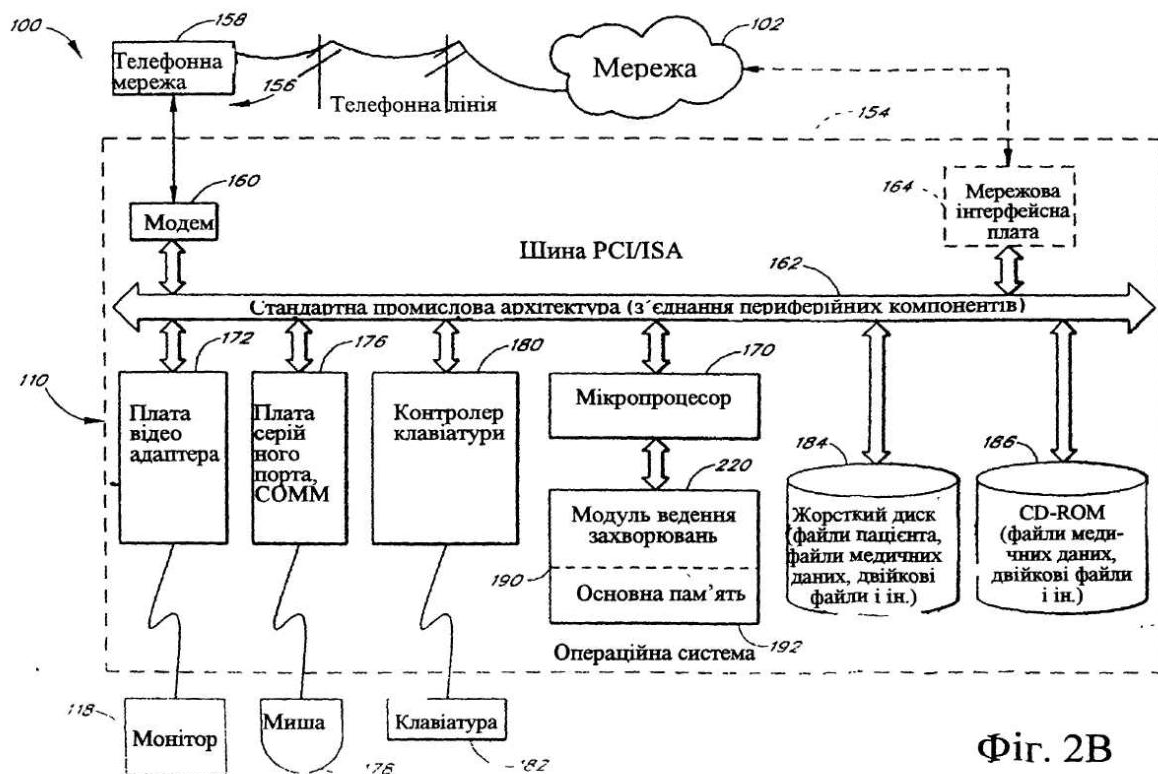 100
158
Телефонна
мережа
156
Телефонна лінія
Мережа
102
154
160
Модем
164
Мережова
інтерфейсна
плата
Шина PCI/ISA
162
Стандартна промислова архітектура (з´єднання периферийних компонентів)
110
172
Плата
відео
адаптера
176
Плата
серій
ного
порта,
COMM
180
Контролер
клавіатури
170
Мікропроцесор
220
Модуль ведення
захворювань
190
Основна пам’ять
192
Операційна система
184
Жорсткий диск
(файли пацієнта,
файли медичних
даних, двійкові
файли і ін.)
186
CD-ROM
(файли меди-
чних даних,
двійкові файли
і ін.)
118
Монітор
Миша
178
Клавіатура
182
Фіг. 2В